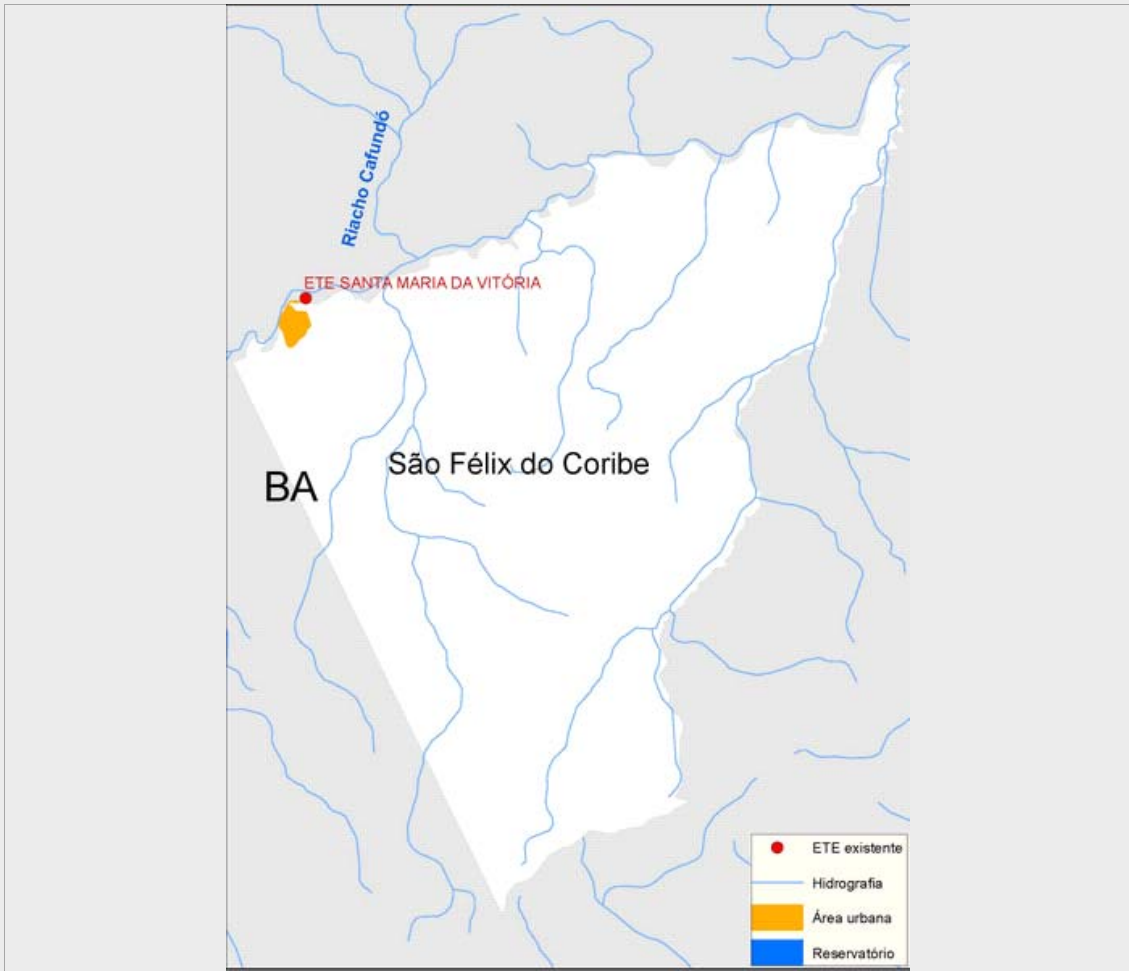 Riacho Cafundó
ETE SANTA MARIA DA VITÓRIA
São Félix do Coribe
BA
ETE existente
Hidrografia
Área urbana
Reservatório